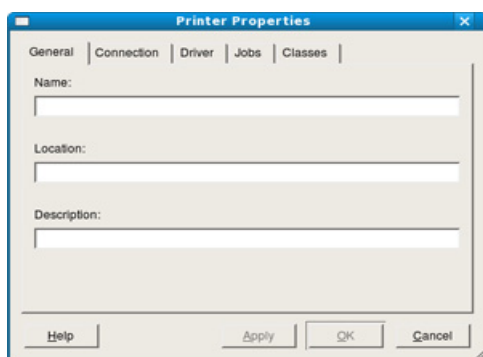 Printer Properties
General Connection Driver Jobs Classes
Name:
Location:
Description:
Help Apply OK Cancel